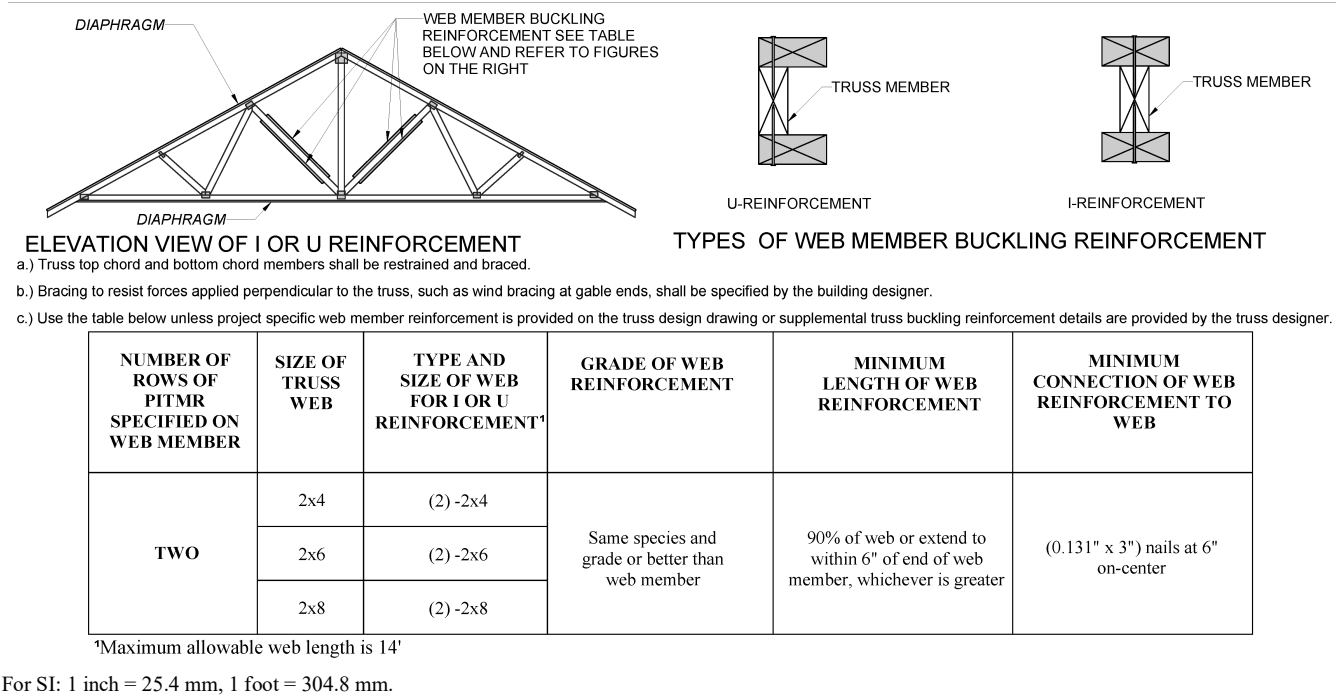 DIAPHRAGM
WEB MEMBER BUCKLING
REINFORCEMENT SEE TABLE
BELOW AND REFER TO FIGURES
ON THE RIGHT
DIAPHRAGM
ELEVATION VIEW OF I OR U REINFORCEMENT
TRUSS MEMBER
U-REINFORCEMENT
TRUSS MEMBER
I-REINFORCEMENT
TYPES OF WEB MEMBER BUCKLING REINFORCEMENT
a.) Truss top chord and bottom chord members shall be restrained and braced.
b.) Bracing to resist forces applied perpendicular to the truss, such as wind bracing at gable ends, shall be specified by the building designer.
c.) Use the table below unless project specific web member reinforcement is provided on the truss design drawing or supplemental truss buckling reinforcement details are provided by the truss designer.
NUMBER OF
ROWS OF
PITMR
SPECIFIED ON
WEB MEMBER
SIZE OF
TRUSS
WEB
TYPE AND
SIZE OF WEB
FOR I OR U
REINFORCEMENT¹
GRADE OF WEB
REINFORCEMENT
MINIMUM
LENGTH OF WEB
REINFORCEMENT
MINIMUM
CONNECTION OF WEB
REINFORCEMENT TO
WEB
TWO
2x4
(2) -2x4
2x6
(2) -2x6
2x8
(2) -2x8
Same species and
grade or better than
web member
90% of web or extend to
within 6" of end of web
member, whichever is greater
(0.131" x 3") nails at 6"
on-center
¹Maximum allowable web length is 14'
For SI: 1 inch = 25.4 mm, 1 foot = 304.8 mm.